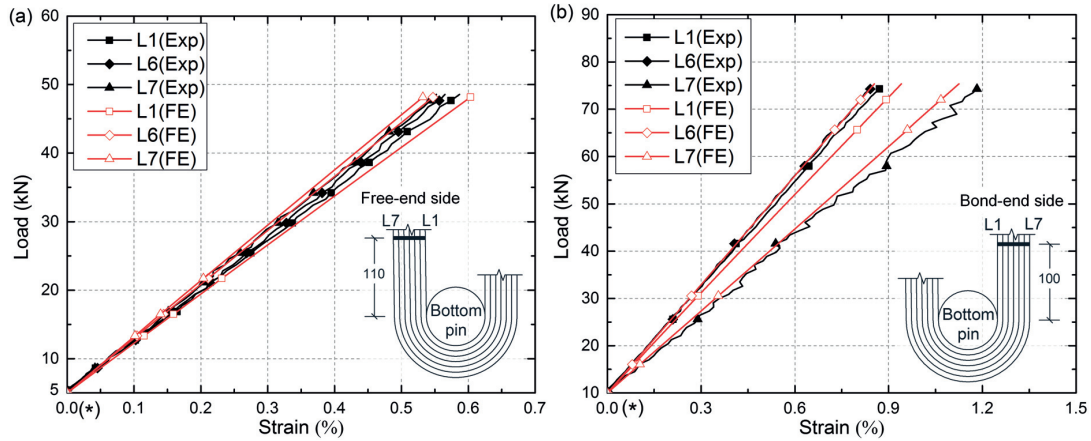 (a)
50
40
30
20
10
5
Load (kN)
0.0(*)
0.1
0.2
0.3
0.4
0.5
0.6
0.7
Strain (%)
L1(Exp)
L6(Exp)
L7(Exp)
L1(FE)
L6(FE)
L7(FE)
Free-end side
L7 L1
110
Bottom
pin
(b)
90
80
70
60
50
40
30
20
10
Load (kN)
0.0 (*)
0.3
0.6
0.9
1.2
1.5
Strain (%)
L1(Exp)
L6(Exp)
L7(Exp)
L1(FE)
L6(FE)
L7(FE)
Bond-end side
L1 L7
100
Bottom
pin